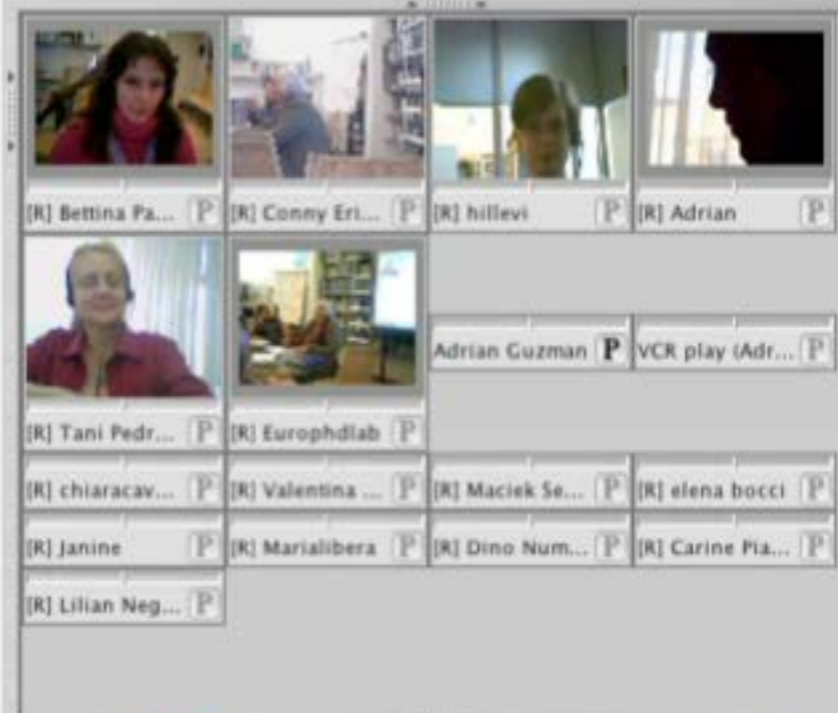 [R] Bettina Pa... P [R] Conny Eri... P [R] hillevi P [R] Adrian P
[R] Tani Pedr... P [R] Europhdlab P Adrian Guzman P VCR play (Adr... P
[R] chiaracav... P [R] Valentina ... P [R] Maciek Se... P [R] elena bocci P
[R] Janine P [R] Marialibera P [R] Dino Num... P [R] Carine Pia... P
[R] Lilian Neg... P